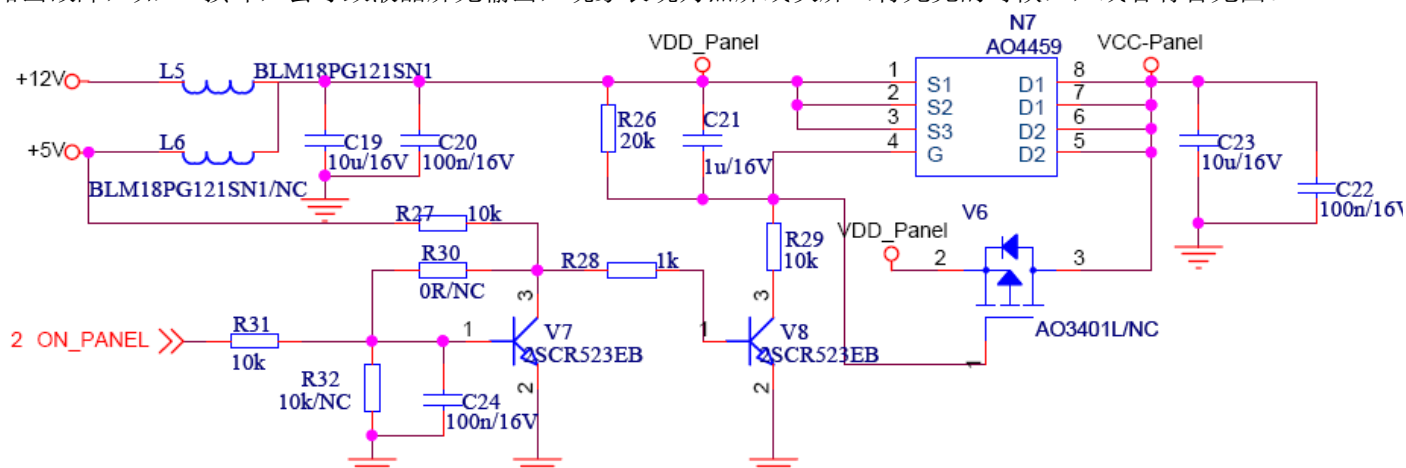 N7
AO4459
VDD_Panel
VCC-Panel
+12V
L5
BLM18PG121SN1
1
2
3
4
S1
S2
S3
G
D1
D1
D2
D2
8
7
6
5
+5V
L6
BLM18PG121SN1/NC
C19
10u/16V
C20
100n/16V
R26
20k
C21
1u/16V
C23
10u/16V
C22
100n/16V
R27
10k
R30
0R/NC
R28
1k
R29
10k
VDD_Panel
V6
2
3
1
AO3401L/NC
2 ON_PANEL
R31
10k
R32
10k/NC
C24
100n/16V
1
3
2
V7
SCR523EB
1
3
2
V8
SCR523EB